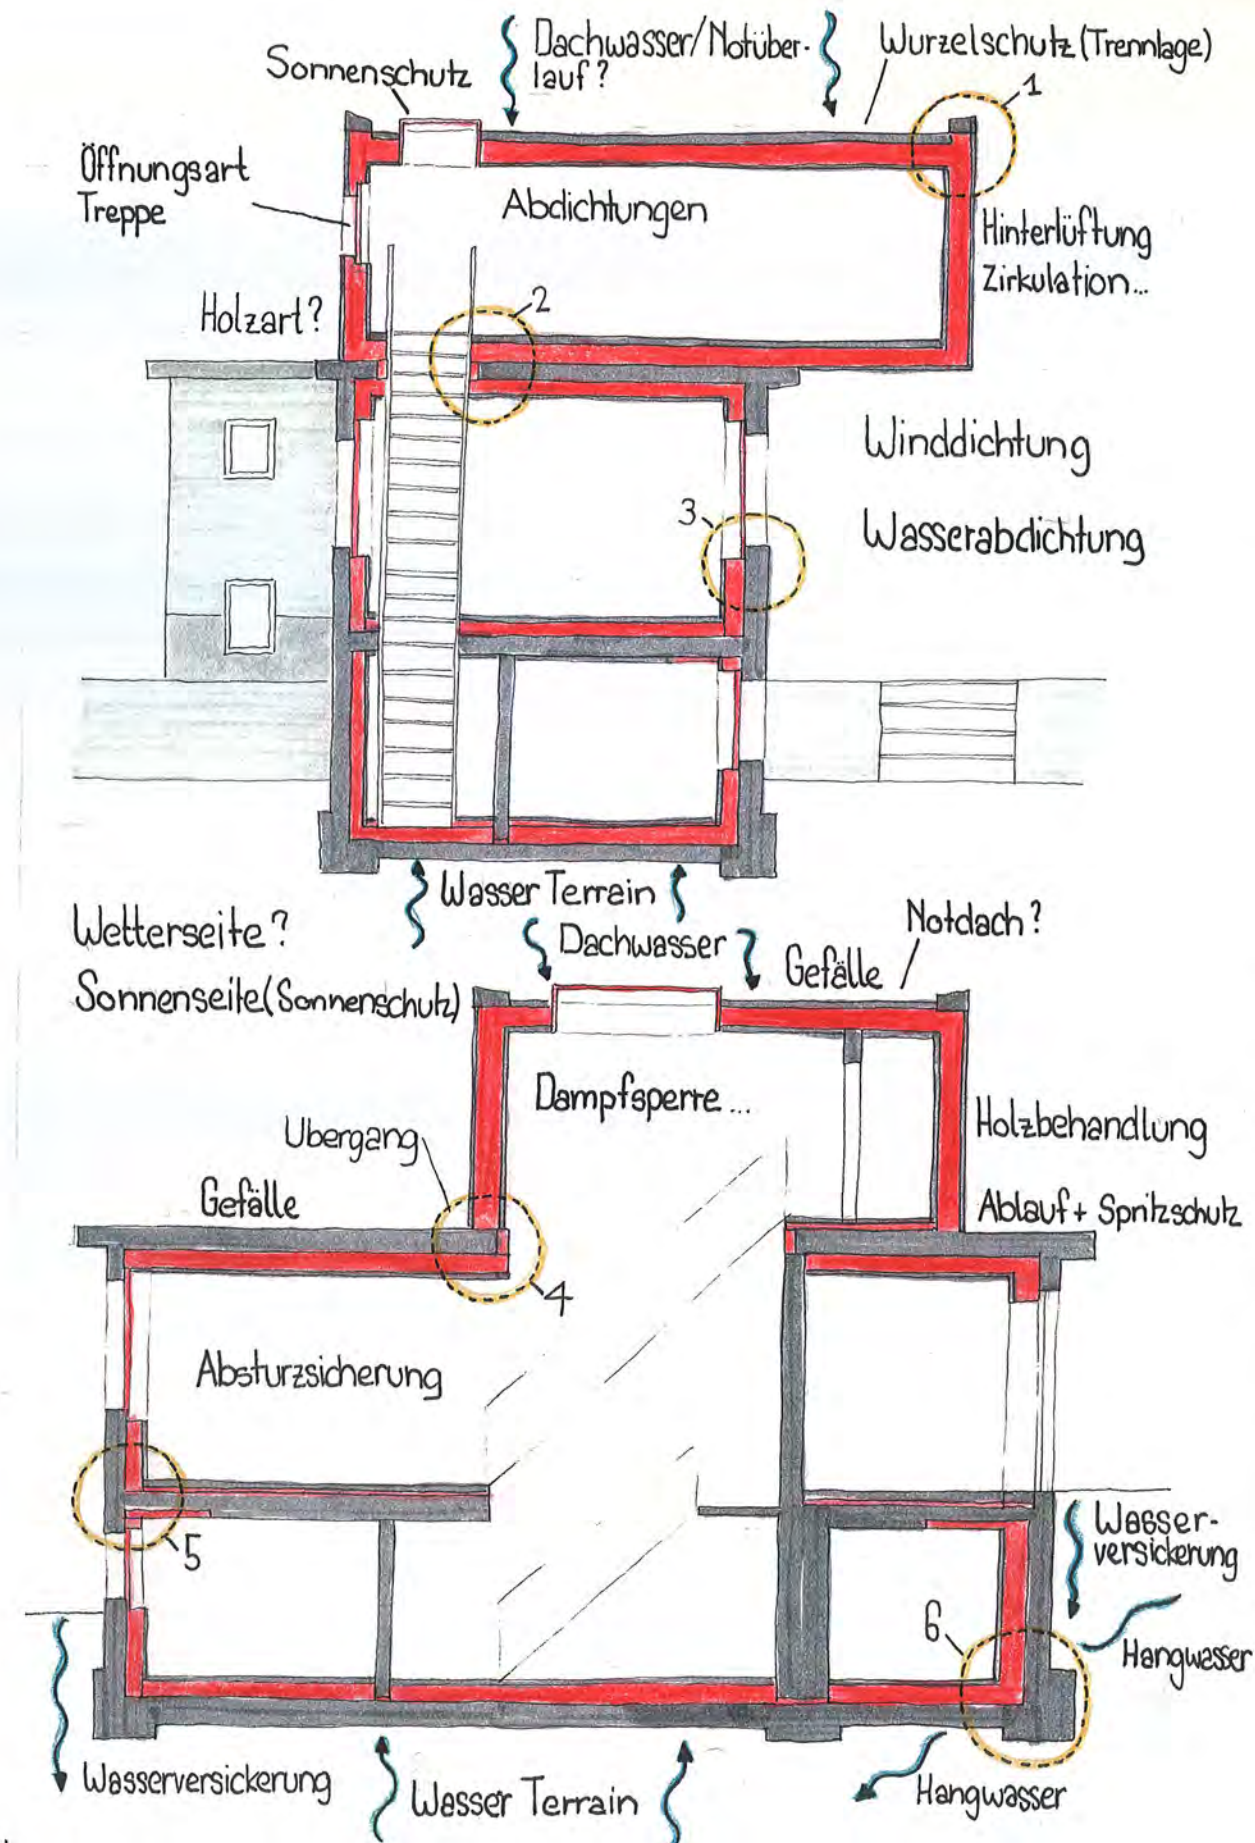 Dachwasser/Notüber-
lauf?
Wurzelschutz (Trennlage)
Sonnenschutz
1
Öffnungsart
Treppe
Abdichtungen
Hinterlüftung
Zirkulation...
Holzart?
2
Winddichtung
3
Wasserabdichtung
Wasser Terrain
Wetterseite?
Dachwasser
Notdach?
Gefälle
Sonnenseite (Sonnenschutz)
Dampfsperre...
Ubergang
Holzbehandlung
Gefälle
Ablauf + Spritzschutz
4
Absturzsicherung
5
Wasser-
versickerung
6
Hangwasser
Wasserversickerung
Wasser Terrain
Hangwasser